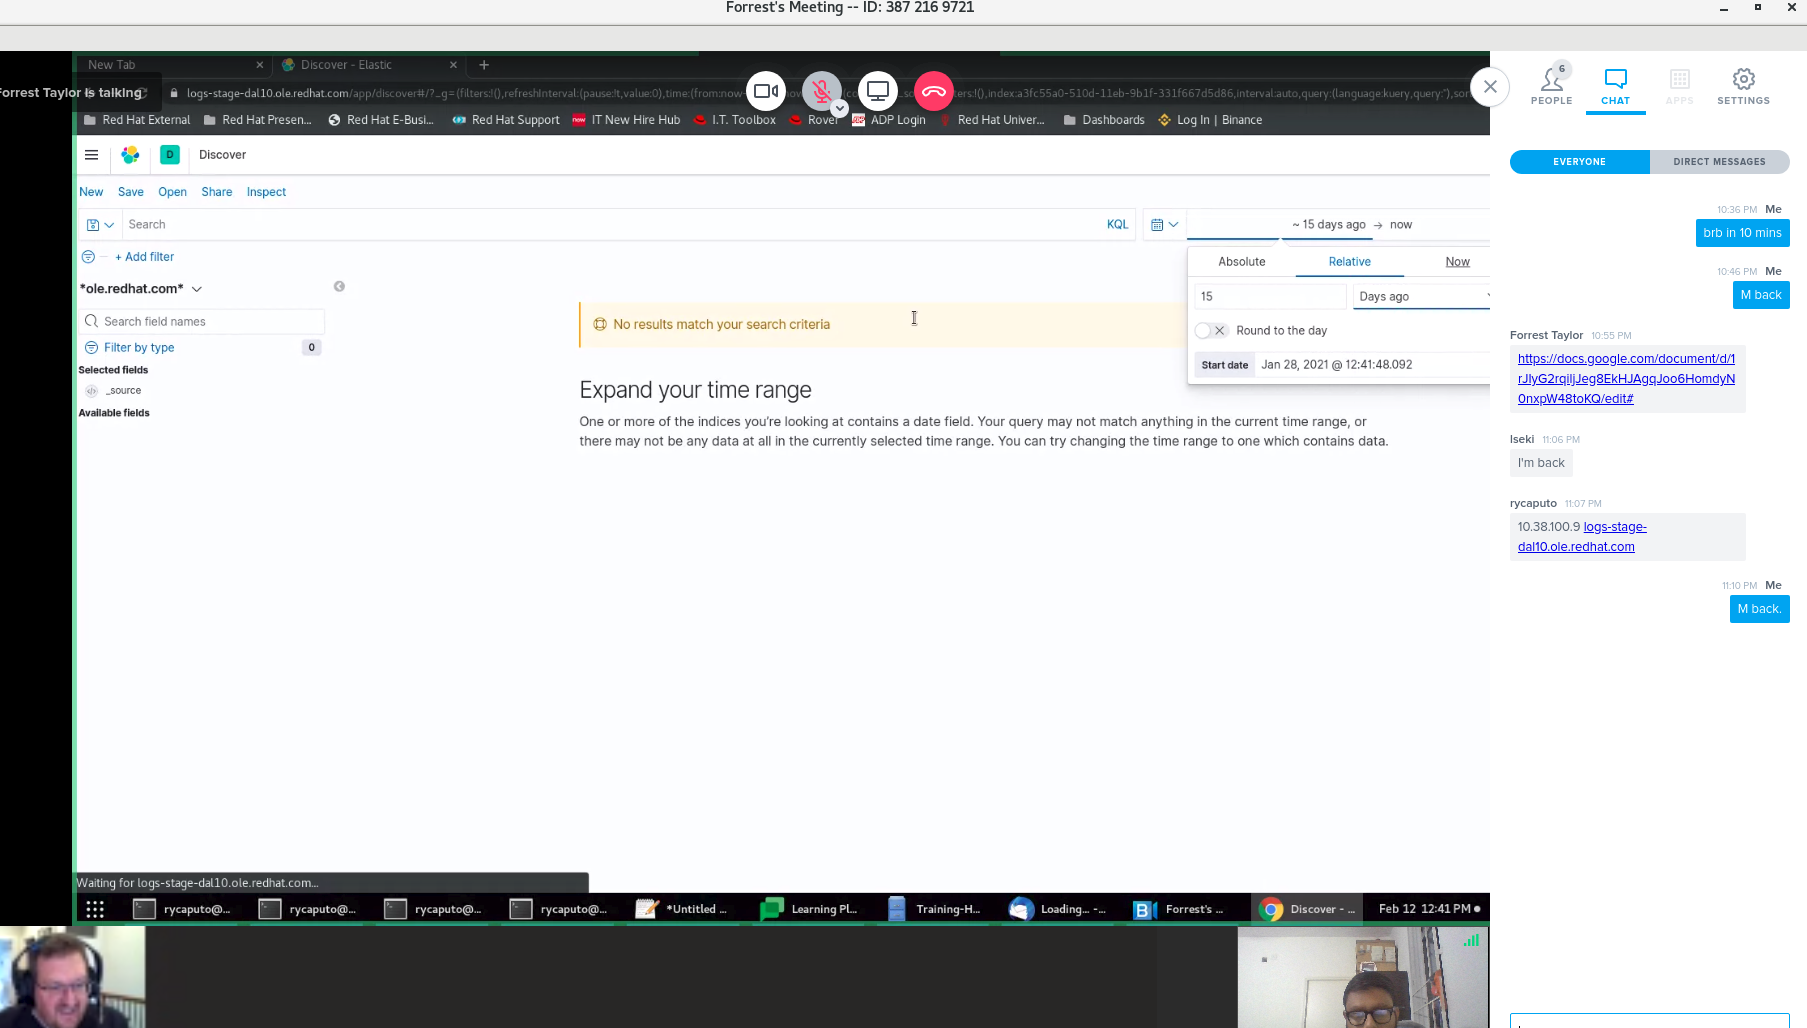 Forrest's Meeting -- ID: 387 216 9721
New Tab
Discover - Elastic
Forrest Taylor is talking
logs-stage-dal10.ole.redhat.com/app/discover#/?_g=(filters:!(),refreshInterval:(pause:!t,value:0),time:(from:now-
index:a3fc55a0-510d-11eb-9b1f-331f667d5d86,interval:auto,query:(language:kuery,query:''),sor
Red Hat External
Red Hat Presen...
Red Hat E-Busi...
Red Hat Support
IT New Hire Hub
I.T. Toolbox
Rover
ADP Login
Red Hat Univer...
Dashboards
Log In | Binance
D
Discover
New
Save
Open
Share
Inspect
Search
KQL
~ 15 days ago → now
+ Add filter
Absolute
Relative
Now
15
Days ago
Round to the day
Start date
Jan 28, 2021 @ 12:41:48.092
*ole.redhat.com*
Search field names
Filter by type
0
Selected fields
_source
Available fields
No results match your search criteria
Expand your time range
One or more of the indices you're looking at contains a date field. Your query may not match anything in the current time range, or
there may not be any data at all in the currently selected time range. You can try changing the time range to one which contains data.
Waiting for logs-stage-dal10.ole.redhat.com...
rycaputo@...
rycaputo@...
rycaputo@...
rycaputo@...
*Untitled ...
Learning Pl...
Training-H...
Loading... -...
Forrest's ...
Discover - ...
Feb 12 12:41 PM
6
PEOPLE
CHAT
APPS
SETTINGS
EVERYONE
DIRECT MESSAGES
10:36 PM Me
brb in 10 mins
10:46 PM Me
M back
Forrest Taylor 10:55 PM
https://docs.google.com/document/d/1
rJIyG2rqiljJeg8EkHJAgqJoo6HomdyN
0nxpW48toKQ/edit#
Iseki 11:06 PM
I'm back
rycaputo 11:07 PM
10.38.100.9 logs-stage-
dal10.ole.redhat.com
11:10 PM Me
M back.